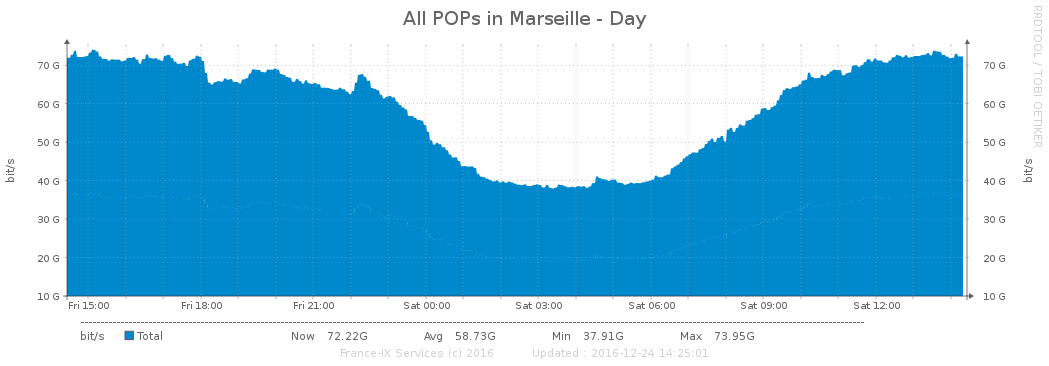 All POPs in Marseille - Day
RRDTOOL / TOBI OETIKER
bit/s
70 G 70 G
60 G 60 G
50 G 50 G
40 G 40 G
30 G 30 G
20 G 20 G
10 G 10 G
bit/s
Fri 15:00 Fri 18:00 Fri 21:00 Sat 00:00 Sat 03:00 Sat 06:00 Sat 09:00 Sat 12:00
bit/s Total Now 72.22G Avg 58.73G Min 37.91G Max 73.95G
France-IX Services (c) 2016 Updated : 2016-12-24 14:25:01